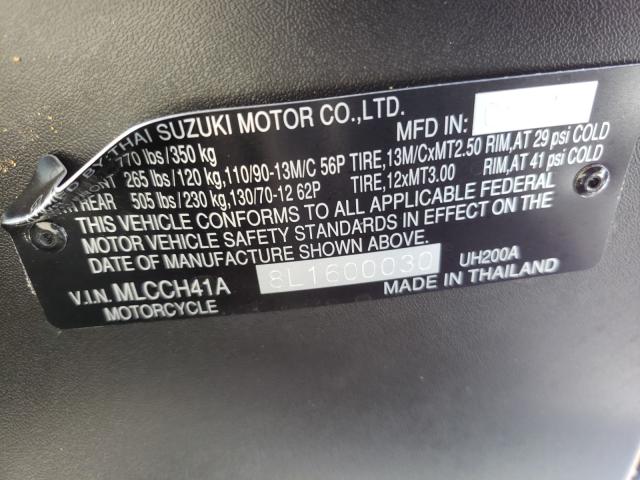 BY THAI SUZUKI MOTOR CO.,LTD.
MFD IN:
770 lbs/350 kg
265 lbs/120 kg,110/90-13M/C 56P TIRE,13M/CxMT2.50 RIM,AT 29 psi COLD
REAR 505 lbs/230 kg,130/70-12 62P TIRE,12xMT3.00 RIM,AT 41 psi COLD
THIS VEHICLE CONFORMS TO ALL APPLICABLE FEDERAL
MOTOR VEHICLE SAFETY STANDARDS IN EFFECT ON THE
DATE OF MANUFACTURE SHOWN ABOVE.
V.I.N. MLCCH41A 8L1600030 UH200A
MOTORCYCLE MADE IN THAILAND